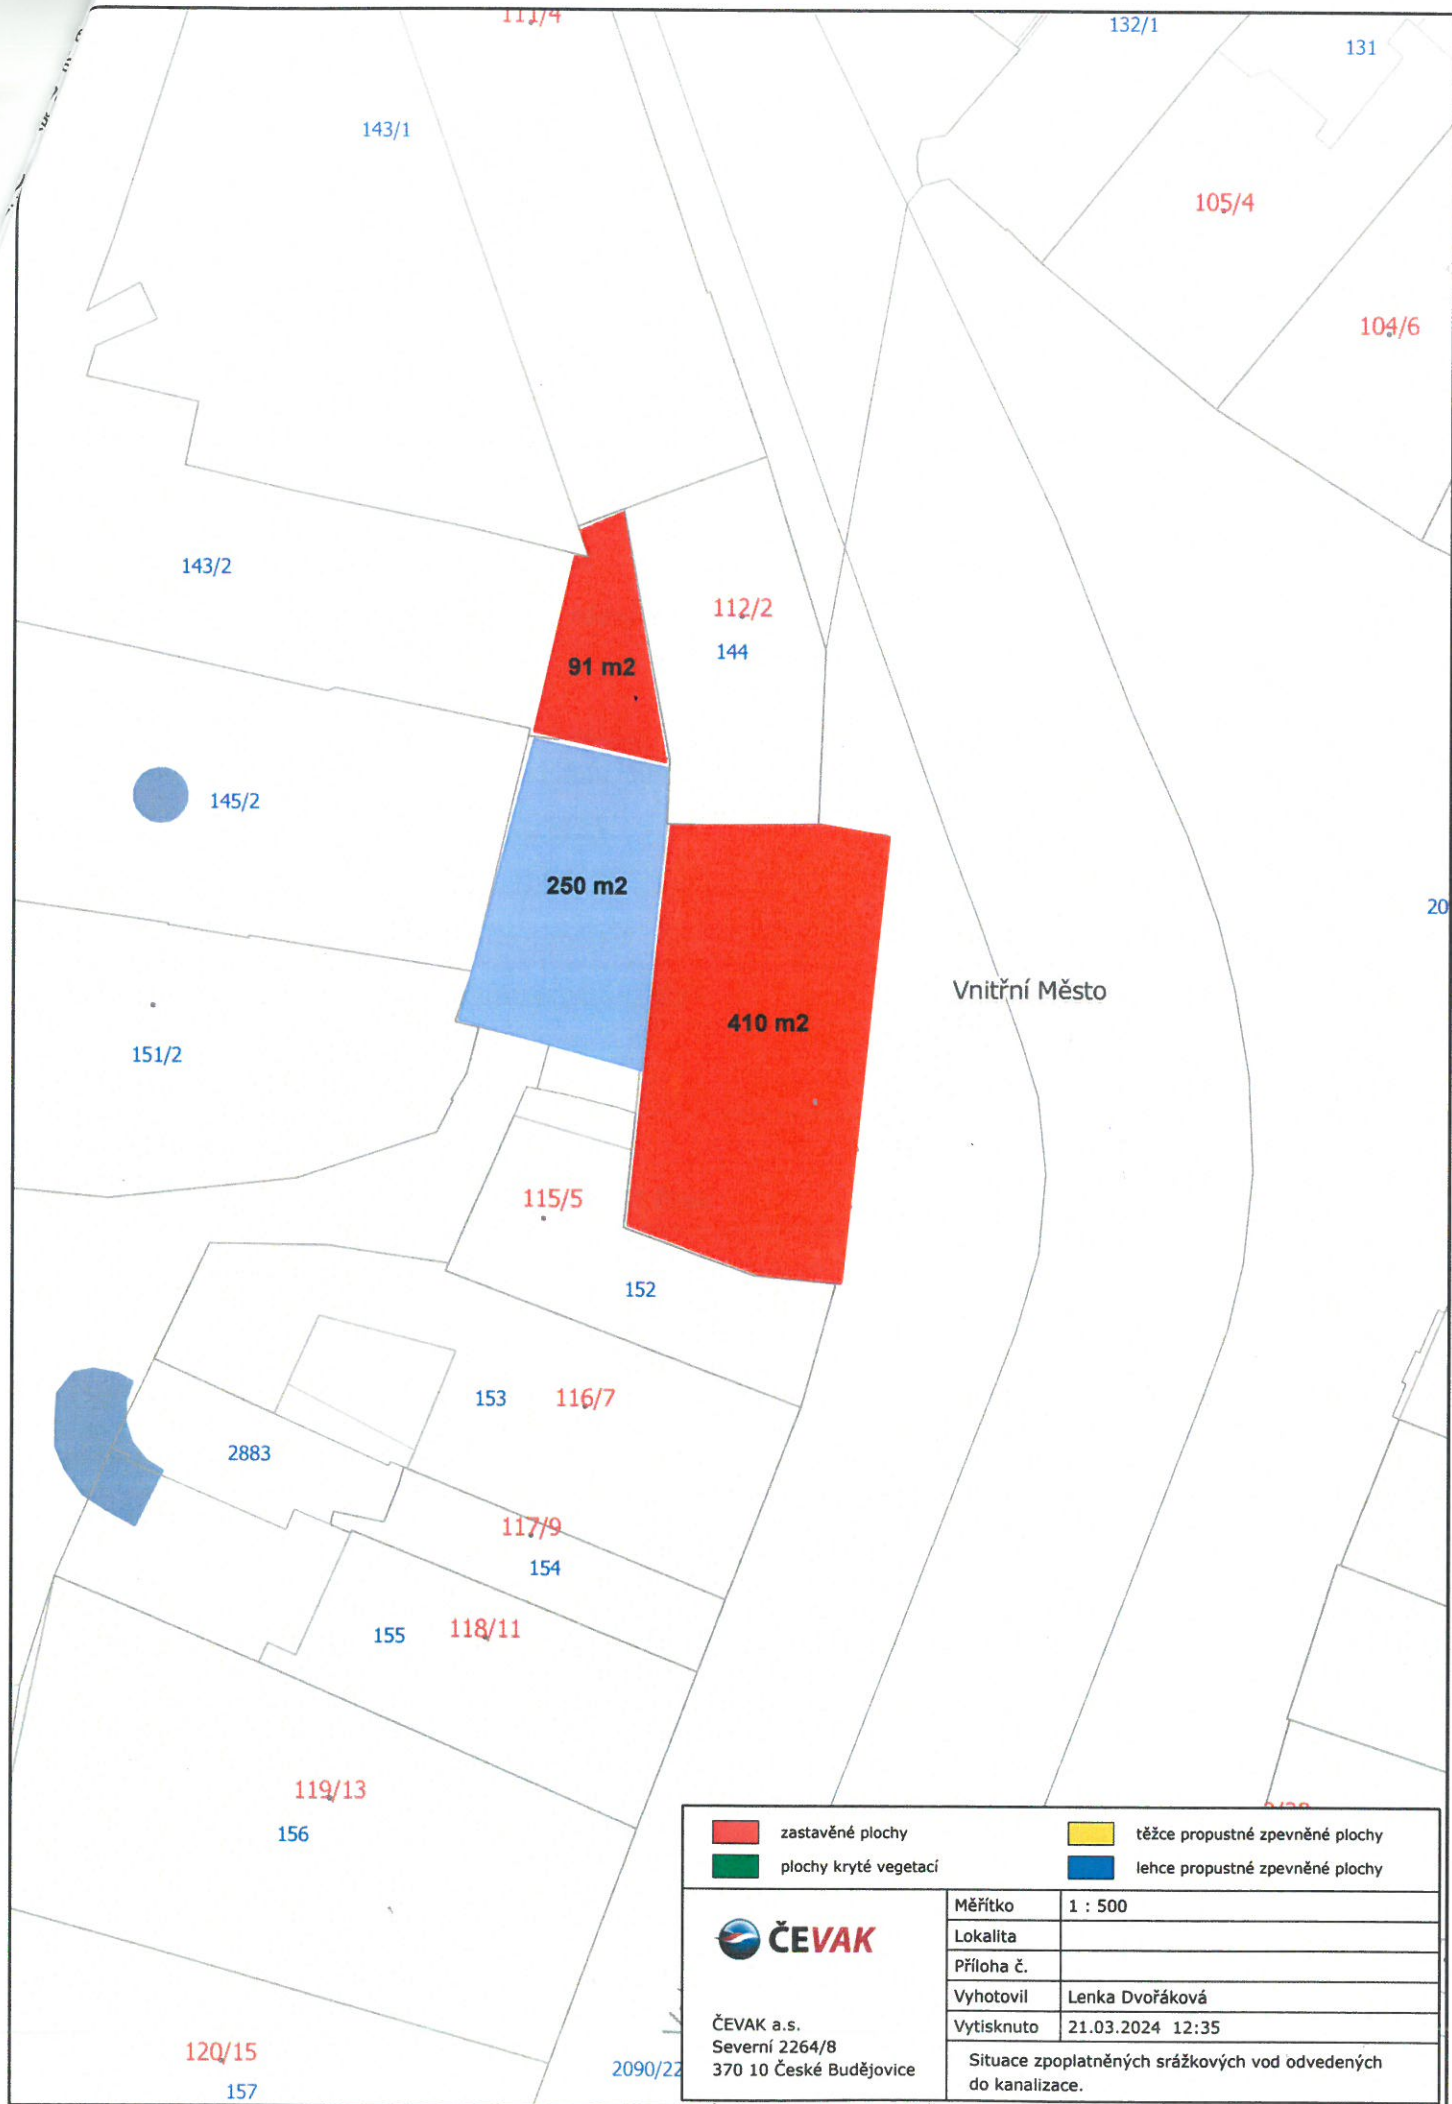 111/4
132/1
131
143/1
105/4
104/6
143/2
112/2
144
91 m2
145/2
250 m2
20
Vnitřní Město
410 m2
151/2
115/5
152
153 116/7
2883
117/9
154
155 118/11
119/13
156
zastavěné plochy
těžce propustné zpevněné plochy
plochy kryté vegetací
lehce propustné zpevněné plochy
ČEVAK
Měřítko 1 : 500
Lokalita
Příloha č.
Vyhotovil Lenka Dvořáková
Vytisknuto 21.03.2024 12:35
ČEVAK a.s.
Severní 2264/8
370 10 České Budějovice
Situace zpoplatněných srážkových vod odvedených
do kanalizace.
120/15
157
2090/22